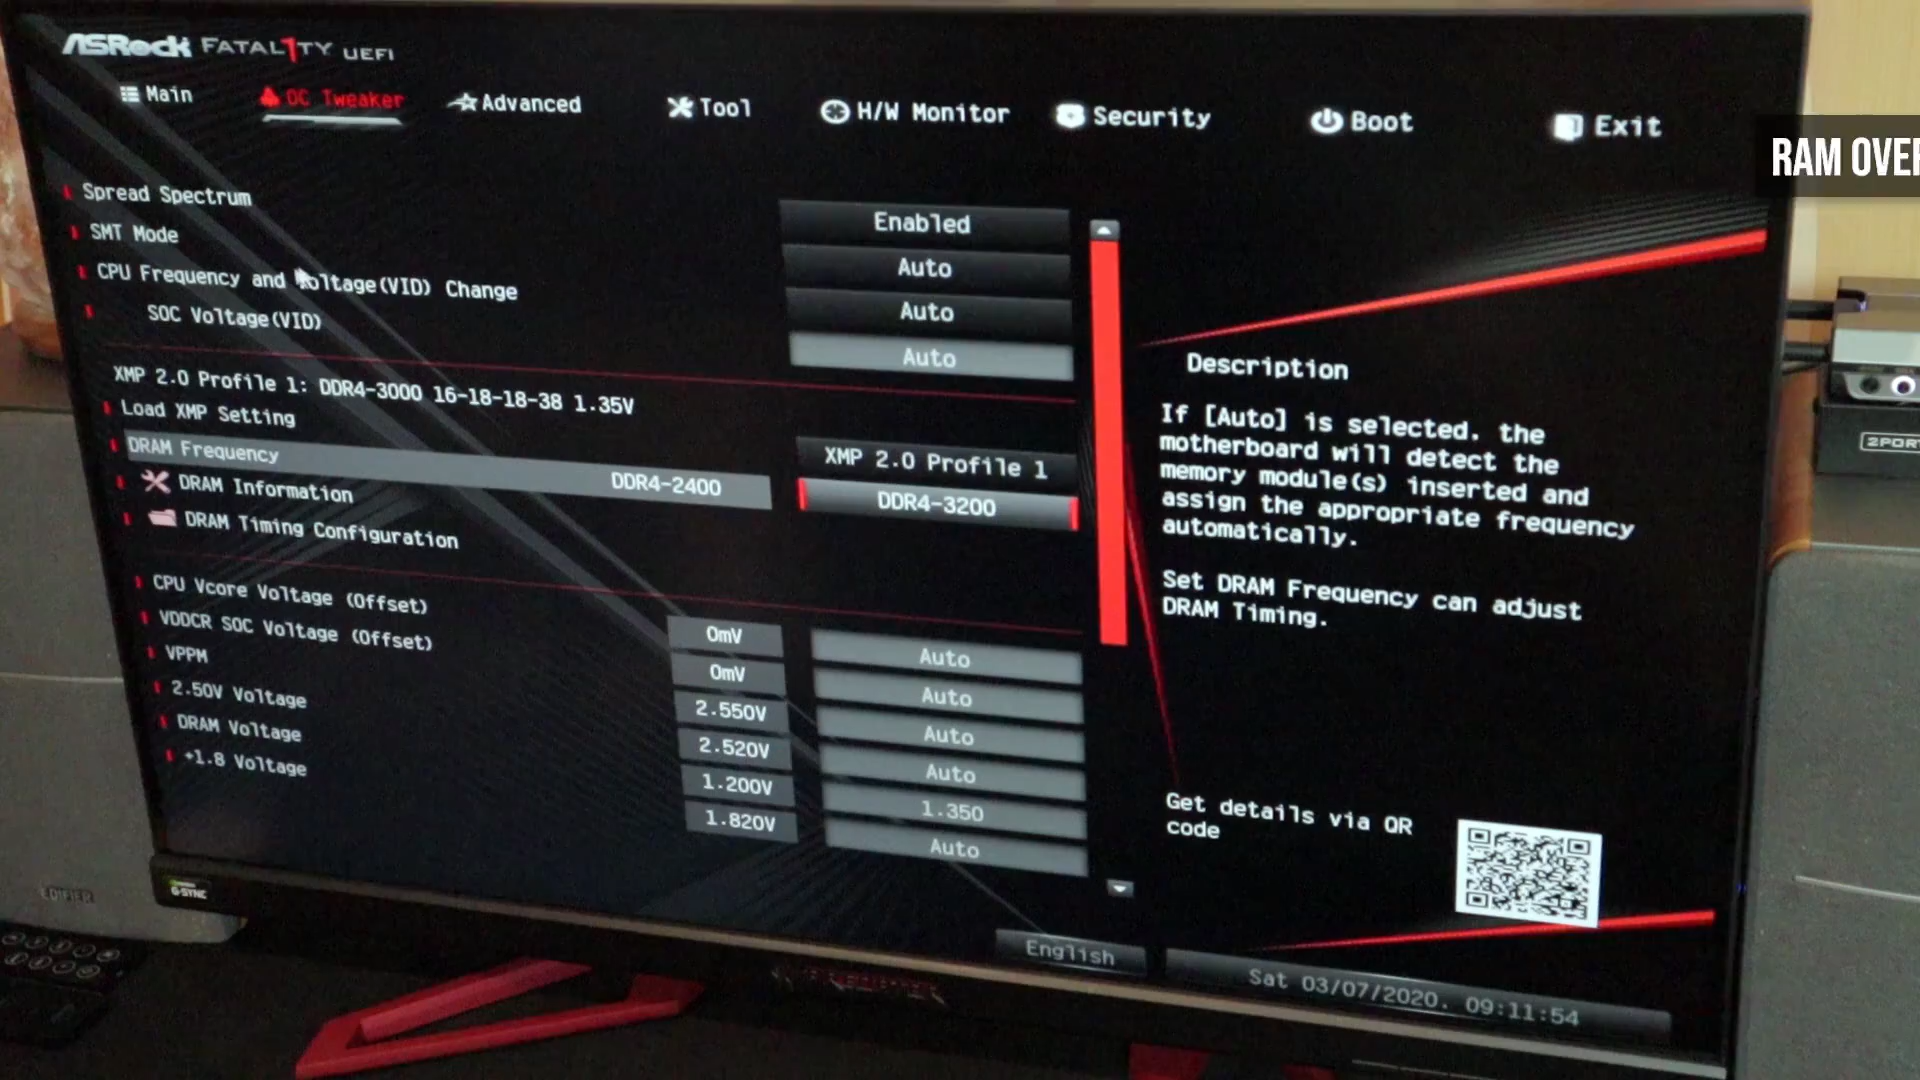 ASRock FATAL1TY UEFI
Main OC Tweaker Advanced Tool H/W Monitor Security Boot Exit
RAM OVER
Spread Spectrum Enabled
SMT Mode Auto
CPU Frequency and Voltage(VID) Change Auto
SOC Voltage(VID) Auto
XMP 2.0 Profile 1: DDR4-3000 16-18-18-38 1.35V
Load XMP Setting XMP 2.0 Profile 1
DRAM Frequency DDR4-2400 DDR4-3200
DRAM Information
DRAM Timing Configuration
CPU Vcore Voltage (Offset) 0mV Auto
VDDCR SOC Voltage (Offset) 0mV Auto
VPPM 2.550V Auto
2.50V Voltage 2.520V Auto
DRAM Voltage 1.200V 1.350
+1.8 Voltage 1.820V Auto
Description
If [Auto] is selected. the
motherboard will detect the
memory module(s) inserted and
assign the appropriate frequency
automatically.
Set DRAM Frequency can adjust
DRAM Timing.
Get details via QR
code
English
Sat 03/07/2020. 09:11:54
G-SYNC
EDIFIER
2PORT